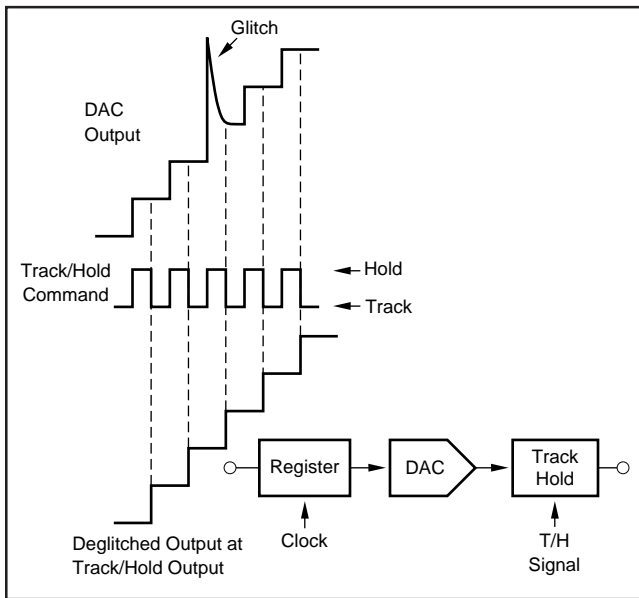 Glitch
DAC
Output
Track/Hold
Command
Hold
Track
Register
DAC
Track
Hold
Clock
T/H
Signal
Deglitched Output at
Track/Hold Output